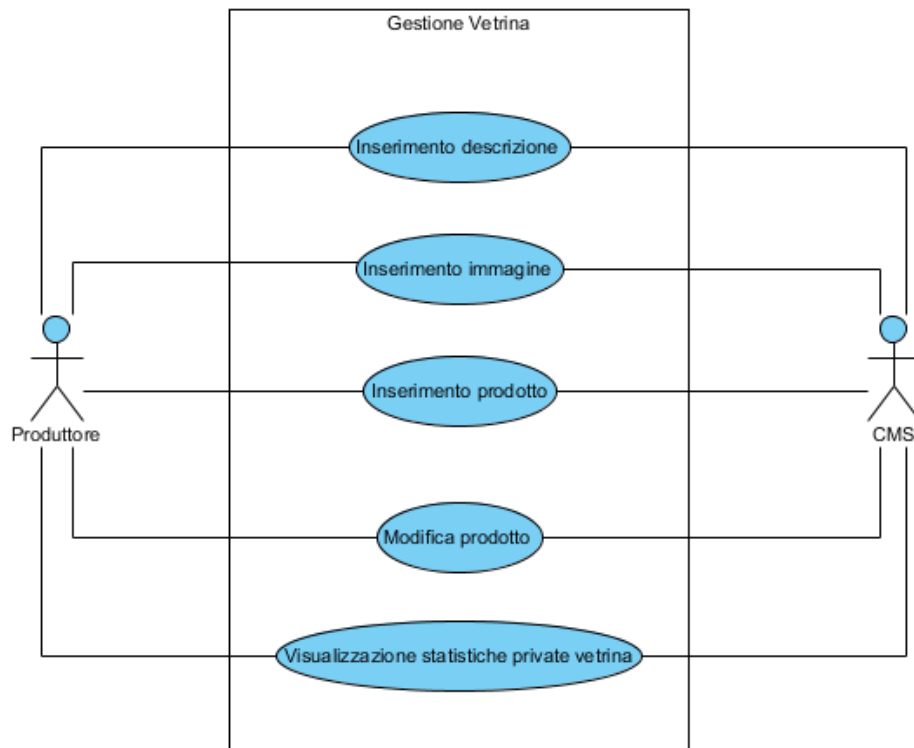 Gestione Vetrina
Inserimento descrizione
Inserimento immagine
Inserimento prodotto
Produttore
CMS
Modifica prodotto
Visualizzazione statistiche private vetrina